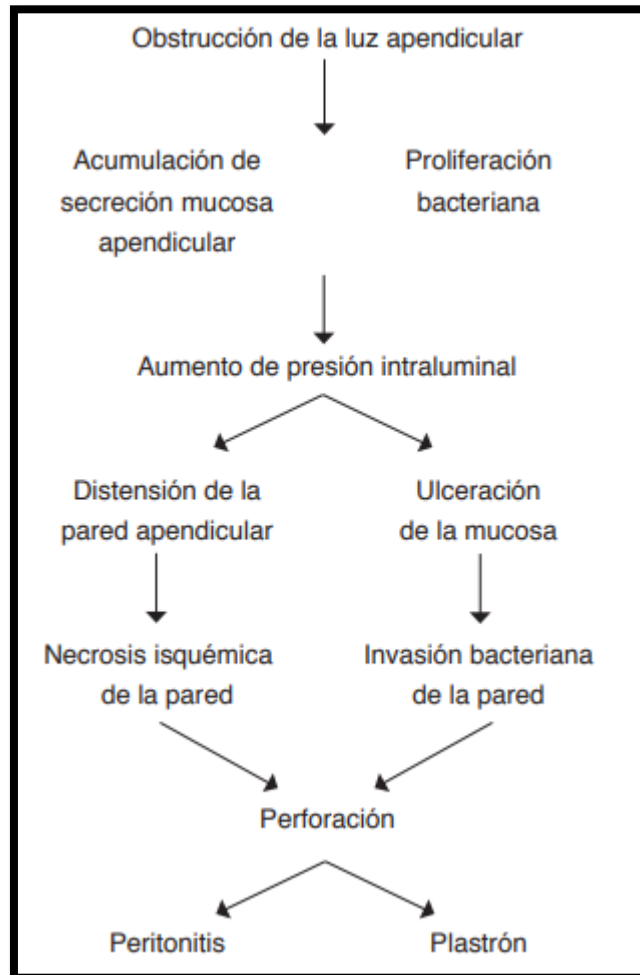 Obstrucción de la luz apendicular
Acumulación de
secreción mucosa
apendicular
Proliferación
bacteriana
Aumento de presión intraluminal
Distensión de la
pared apendicular
Ulceración
de la mucosa
Necrosis isquémica
de la pared
Invasión bacteriana
de la pared
Perforación
Peritonitis
Plastrón